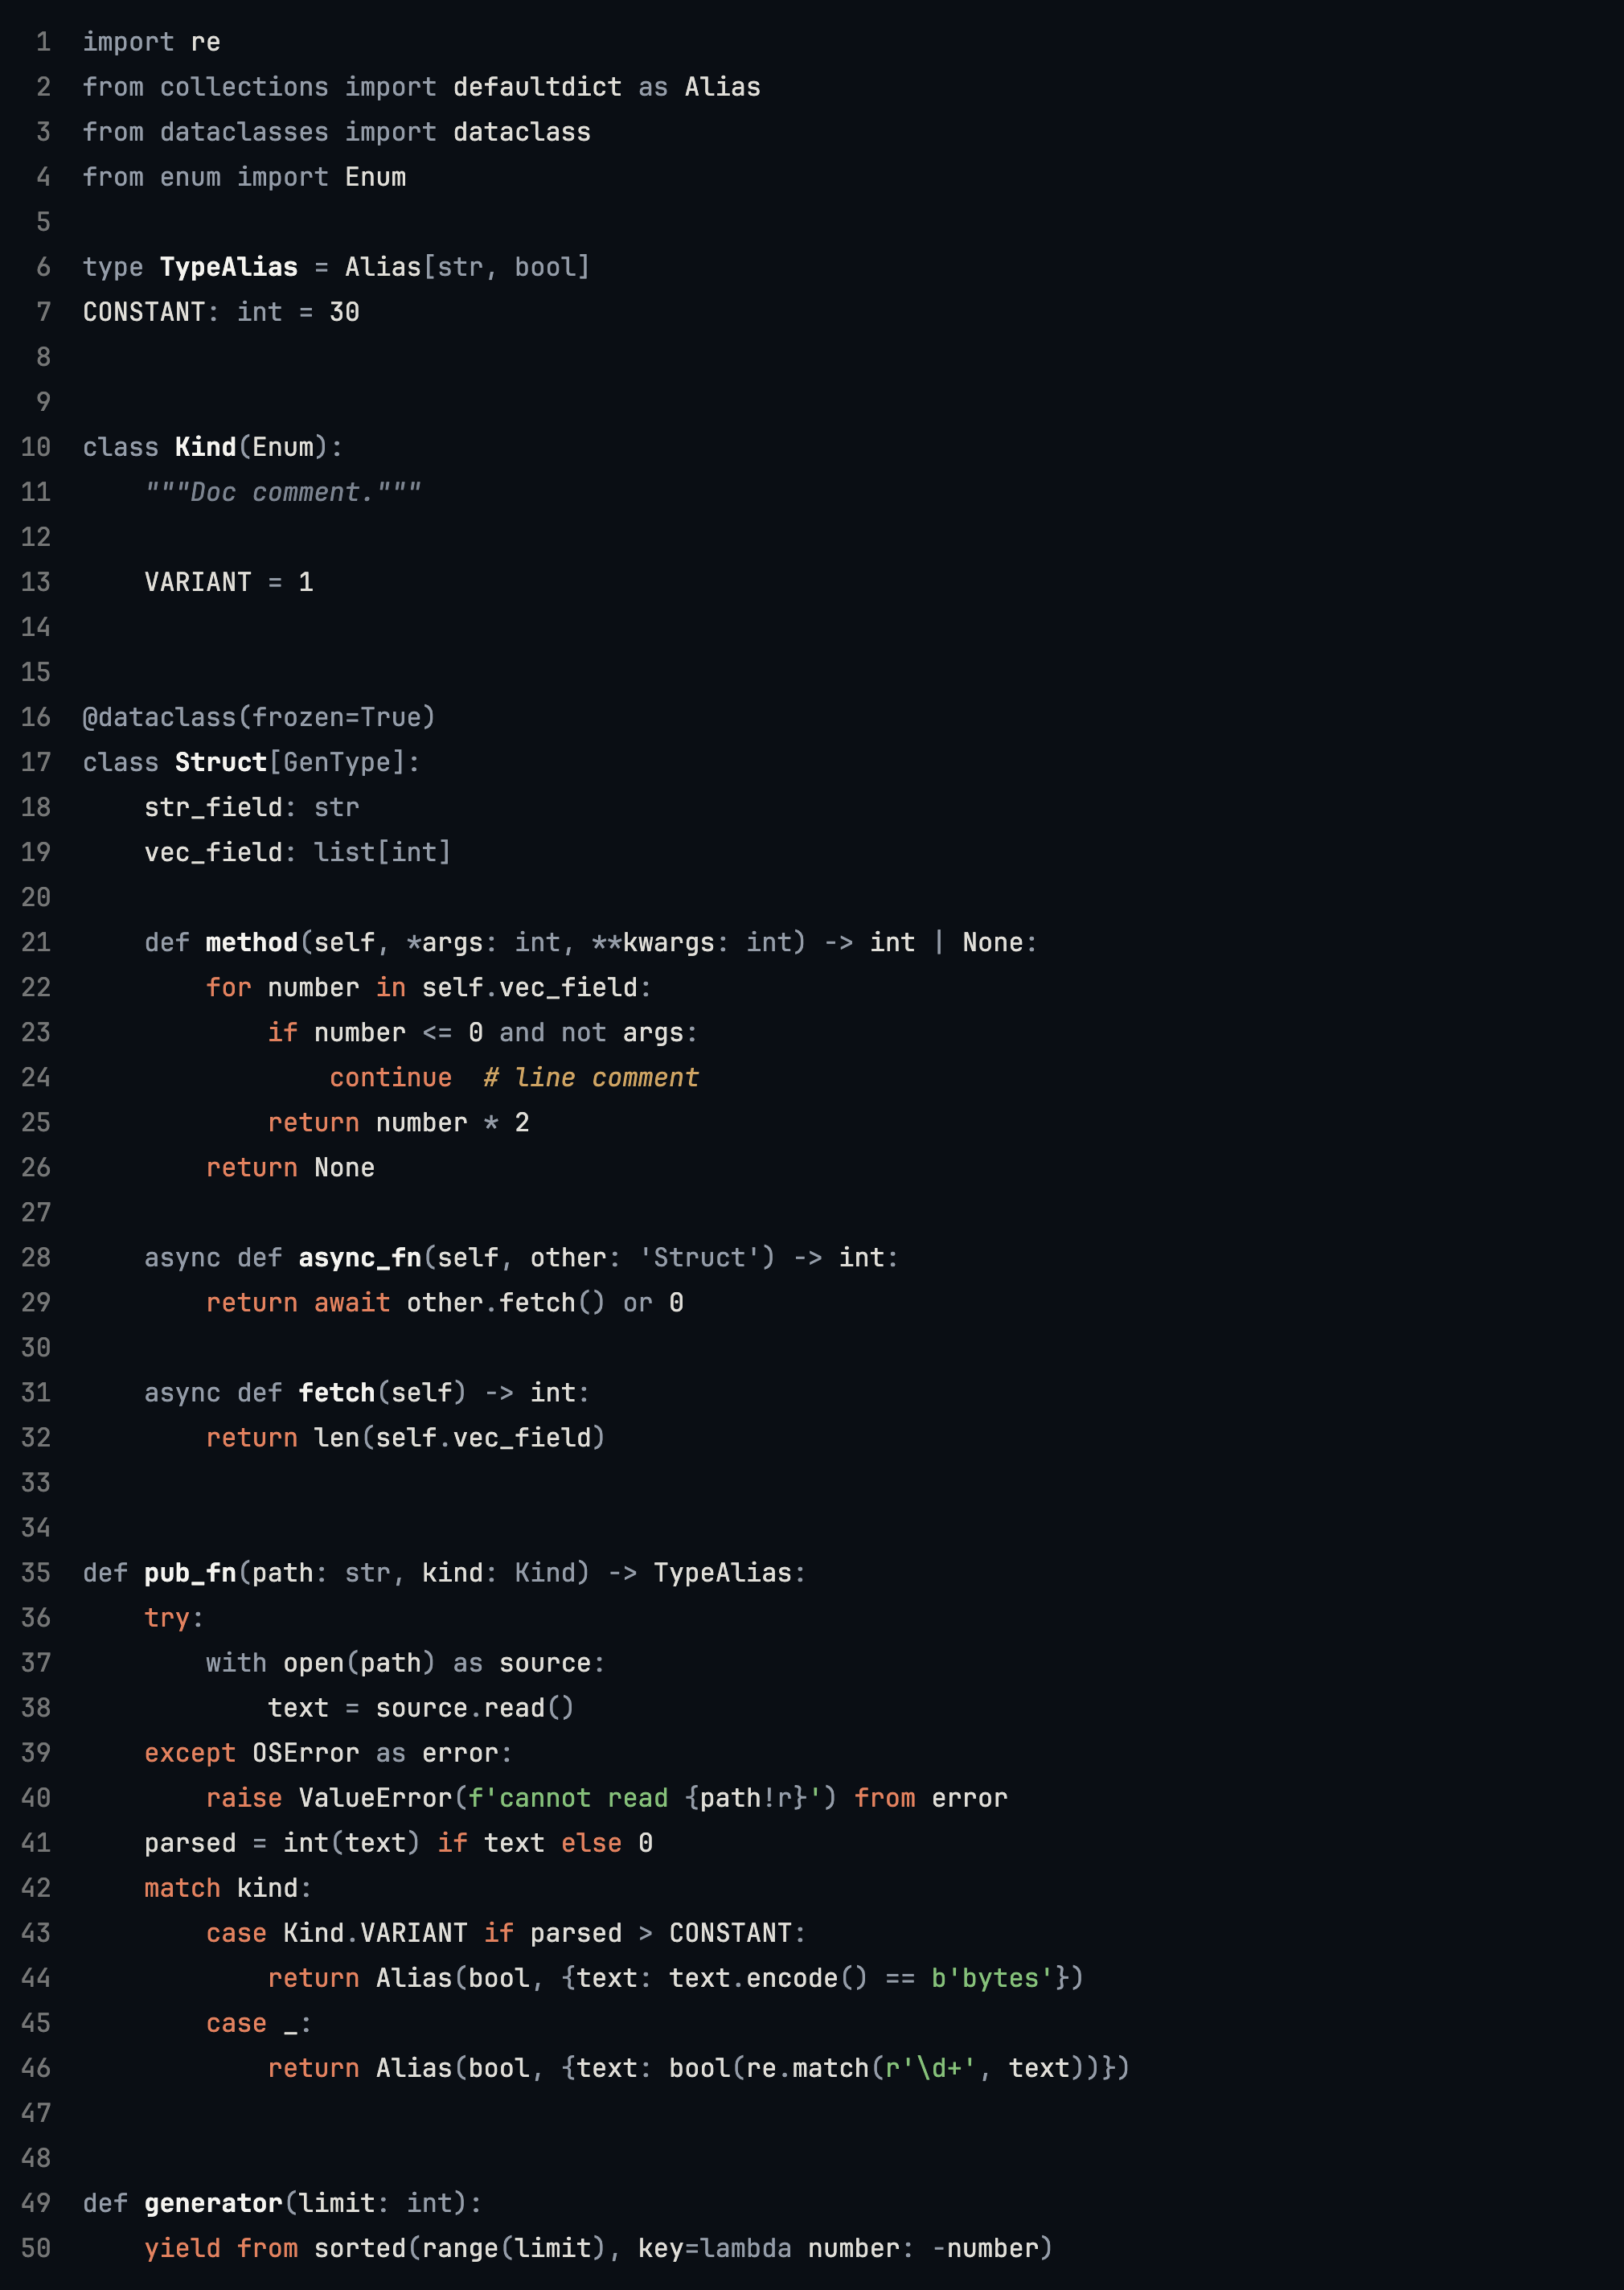 1 import re
2 from collections import defaultdict as Alias
3 from dataclasses import dataclass
4 from enum import Enum
5
6 type TypeAlias = Alias[str, bool]
7 CONSTANT: int = 30
8
9
10 class Kind(Enum):
11     """Doc comment."""
12
13     VARIANT = 1
14
15
16 @dataclass(frozen=True)
17 class Struct[GenType]:
18     str_field: str
19     vec_field: list[int]
20
21     def method(self, *args: int, **kwargs: int) -> int | None:
22         for number in self.vec_field:
23             if number <= 0 and not args:
24                 continue  # line comment
25             return number * 2
26         return None
27
28     async def async_fn(self, other: 'Struct') -> int:
29         return await other.fetch() or 0
30
31     async def fetch(self) -> int:
32         return len(self.vec_field)
33
34
35 def pub_fn(path: str, kind: Kind) -> TypeAlias:
36     try:
37         with open(path) as source:
38             text = source.read()
39     except OSError as error:
40         raise ValueError(f'cannot read {path!r}') from error
41     parsed = int(text) if text else 0
42     match kind:
43         case Kind.VARIANT if parsed > CONSTANT:
44             return Alias(bool, {text: text.encode() == b'bytes'})
45         case _:
46             return Alias(bool, {text: bool(re.match(r'\d+', text))})
47
48
49 def generator(limit: int):
50     yield from sorted(range(limit), key=lambda number: -number)